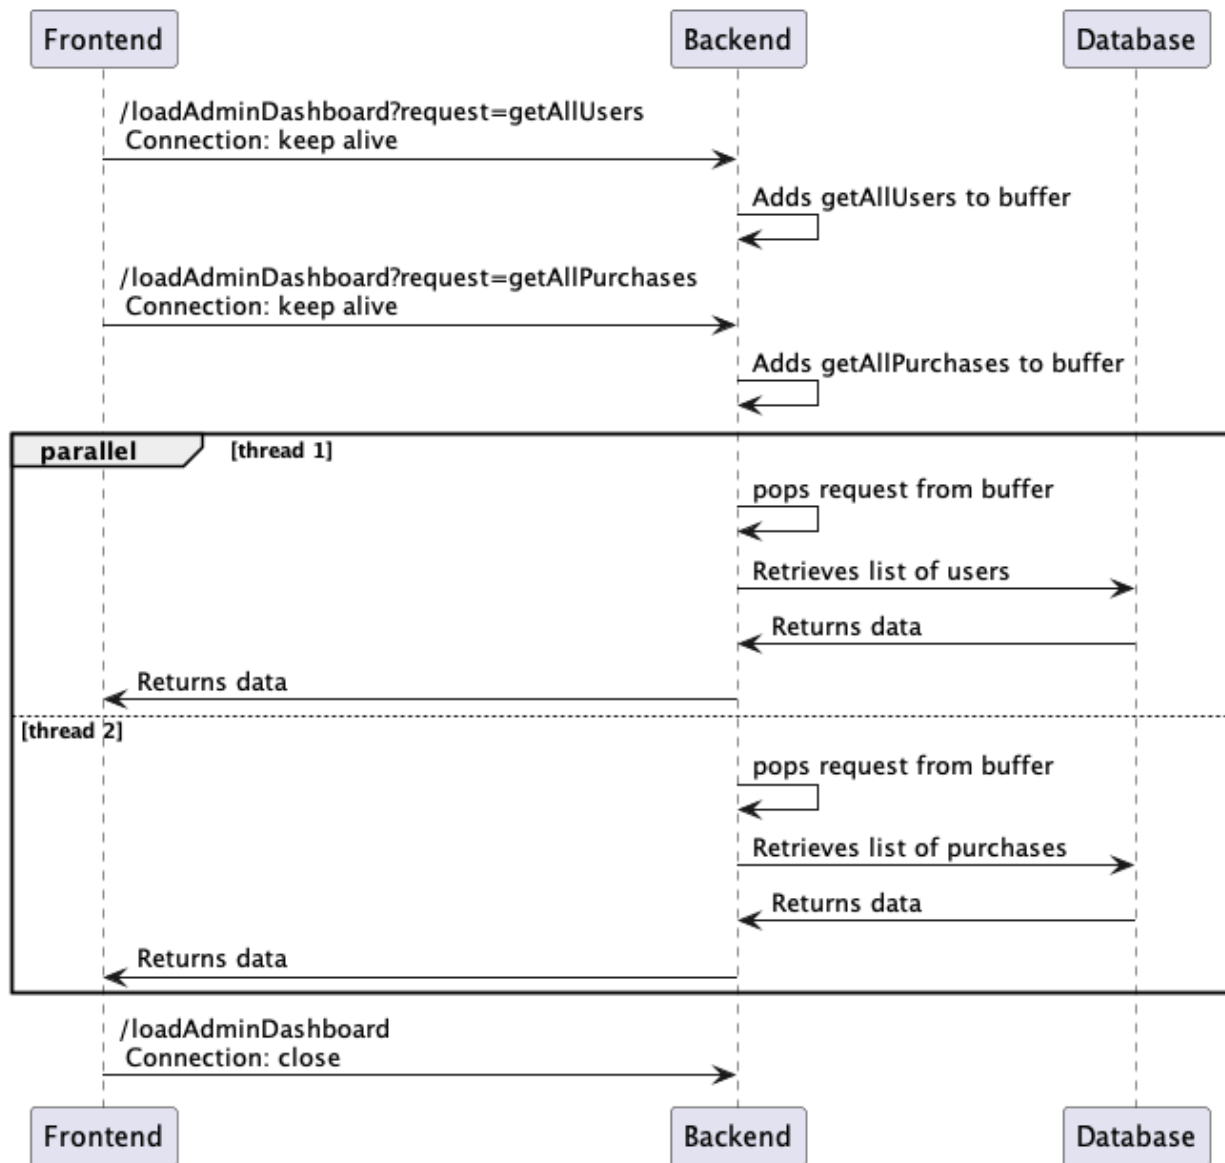 Frontend
Backend
Database
/loadAdminDashboard?request=getAllUsers
Connection: keep alive
Adds getAllUsers to buffer
/loadAdminDashboard?request=getAllPurchases
Connection: keep alive
Adds getAllPurchases to buffer
parallel
[thread 1]
pops request from buffer
Retrieves list of users
Returns data
Returns data
[thread 2]
pops request from buffer
Retrieves list of purchases
Returns data
Returns data
/loadAdminDashboard
Connection: close
Frontend
Backend
Database